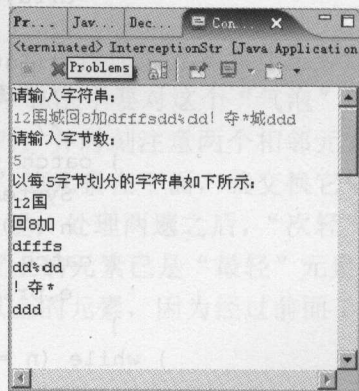 Pr... Jav... Dec... Con...
<terminated> InterceptionStr [Java Application
Problems
请输入字符串:
12国城回8加dfffsdd%dd! 夺*城ddd
请输入字节数:
5
以每5字节划分的字符串如下所示:
12国
回8加
dfffs
dd%dd
! 夺*
ddd